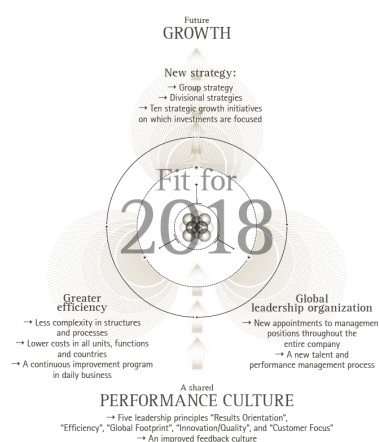 Future
GROWTH
New strategy:
→ Group strategy
→ Divisional strategies
→ Ten strategic growth initiatives
on which investments are focused
Fit for
2018
Greater
efficiency
→ Less complexity in structures
and processes
→ Lower costs in all units, functions
and countries
→ A continuous improvement program
in daily business
Global
leadership organization
→ New appointments to managemen
positions throughout the
entire company
→ A new talent and
performance management process
A shared
PERFORMANCE CULTURE
→ Five leadership principles "Results Orientation",
"Efficiency", "Global Footprint", "Innovation/Quality", and "Customer Focus"
→ An improved feedback culture